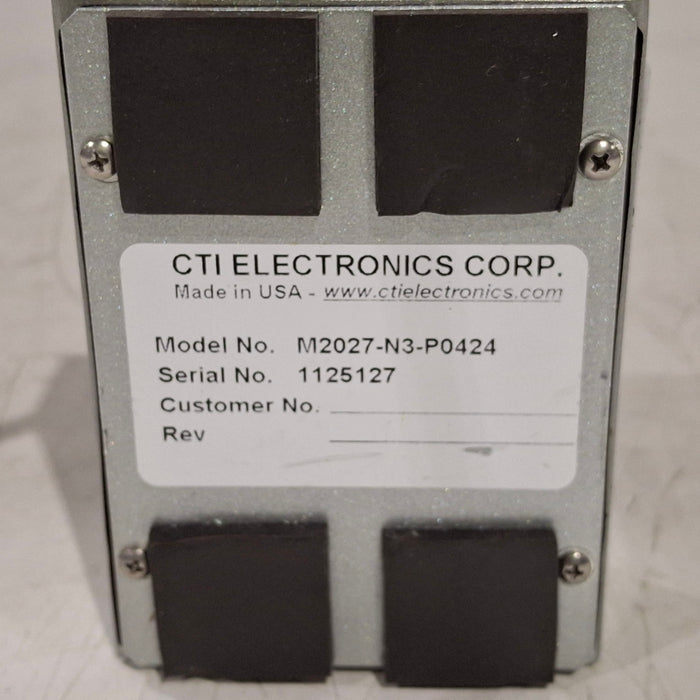 CTI ELECTRONICS CORP.
Made in USA - www.ctielectronics.com
Model No. M2027-N3-P0424
Serial No. 1125127
Customer No.
Rev